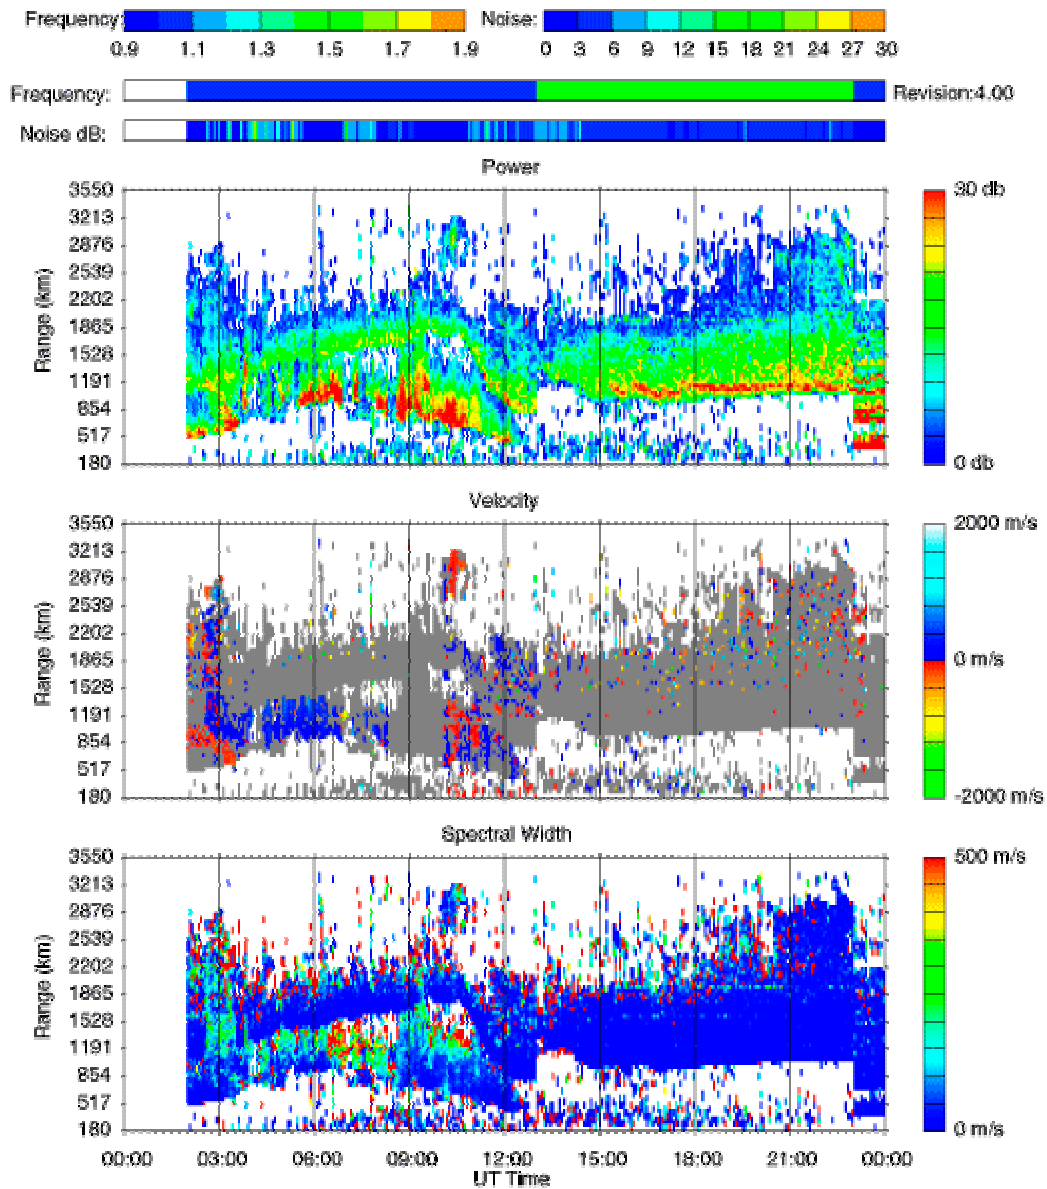 Frequency: Noise:
0.9 1.1 1.3 1.5 1.7 1.9 0 3 6 9 12 15 18 21 24 27 30
Frequency: Revision:4.00
Noise dB:
Power
3550
3213
2876
2539
2202
1865
1528
1191
854
517
180
Range (km)
30 db
0 db
Velocity
3550
3213
2876
2539
2202
1865
1528
1191
854
517
180
Range (km)
2000 m/s
0 m/s
-2000 m/s
Spectral Width
3550
3213
2876
2539
2202
1865
1528
1191
854
517
180
Range (km)
500 m/s
0 m/s
00:00 03:00 06:00 09:00 12:00 15:00 18:00 21:00 00:00
UT Time